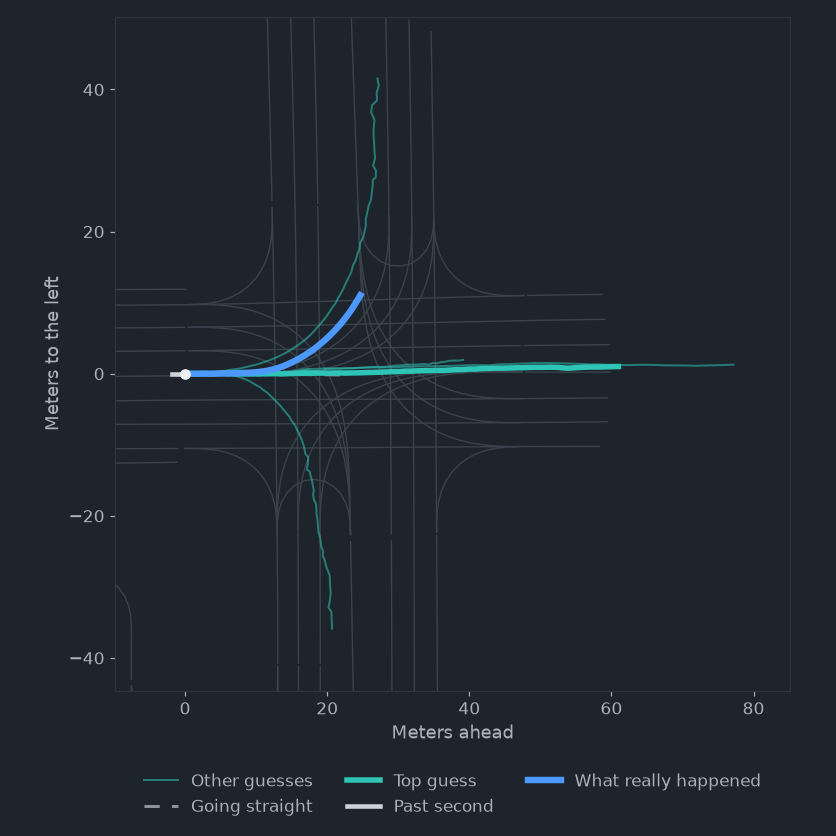 40
20
0
−20
−40
Meters to the left
0 20 40 60 80
Meters ahead
Other guesses Top guess What really happened
Going straight Past second